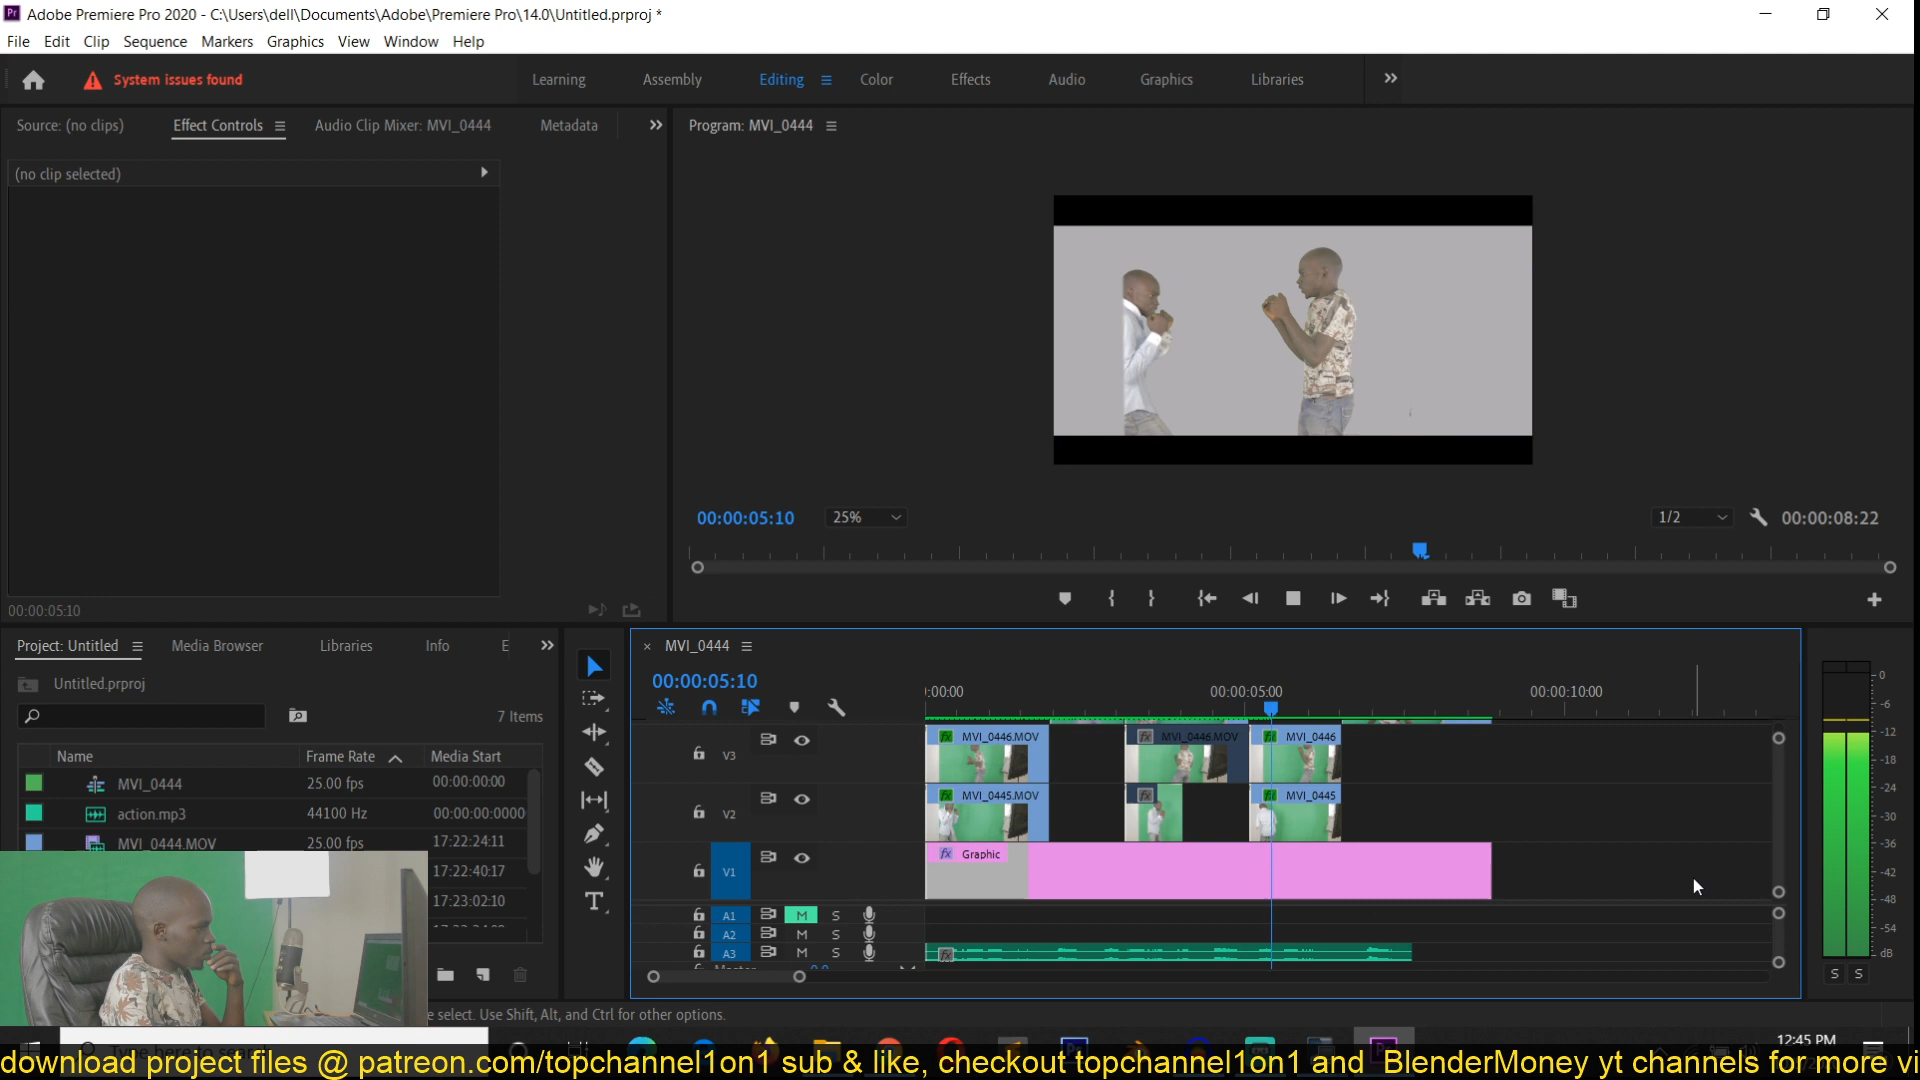 Adobe Premiere Pro 2020 - C:\Users\dell\Documents\Adobe\Premiere Pro\14.0\Untitled.prproj *
File Edit Clip Sequence Markers Graphics View Window Help
System issues found Learning Assembly Editing Color Effects Audio Graphics Libraries
Source: (no clips) Effect Controls Audio Clip Mixer: MVI_0444 Metadata
Program: MVI_0444
(no clip selected)
00:00:05:10 25% 1/2 00:00:08:22
00:00:05:10
Project: Untitled Media Browser Libraries Info E
MVI_0444
Untitled.prproj
00:00:05:10
:00:00 00:00:05:00 00:00:10:00
7 Items
Name Frame Rate Media Start
MVI_0444 25.00 fps 00:00:00:00
action.mp3 44100 Hz 00:00:00:0000
MVI_0444.MOV 25.00 fps 17:22:24:11
17:22:40:17
17:23:02:10
V3 fx MVI_0446.MOV fx MVI_0446.MOV fx MVI_0446
V2 fx MVI_0445.MOV fx fx MVI_0445
V1 fx Graphic
A1 M S
A2 M S
A3 M S fx
0
-6
-12
-18
-24
-30
-36
-42
-48
-54
dB
S S
e select. Use Shift, Alt, and Ctrl for other options.
12:45 PM
download project files @ patreon.com/topchannel1on1 sub & like, checkout topchannel1on1 and BlenderMoney yt channels for more vi